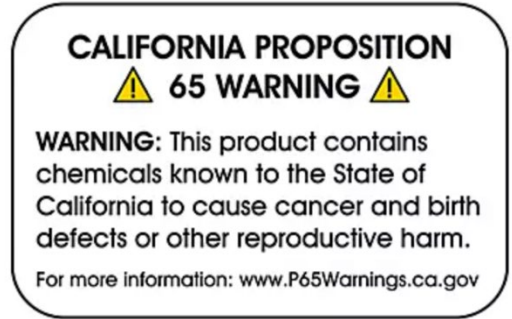 CALIFORNIA PROPOSITION
65 WARNING
WARNING: This product contains
chemicals known to the State of
California to cause cancer and birth
defects or other reproductive harm.
For more information: www.P65Warnings.ca.gov